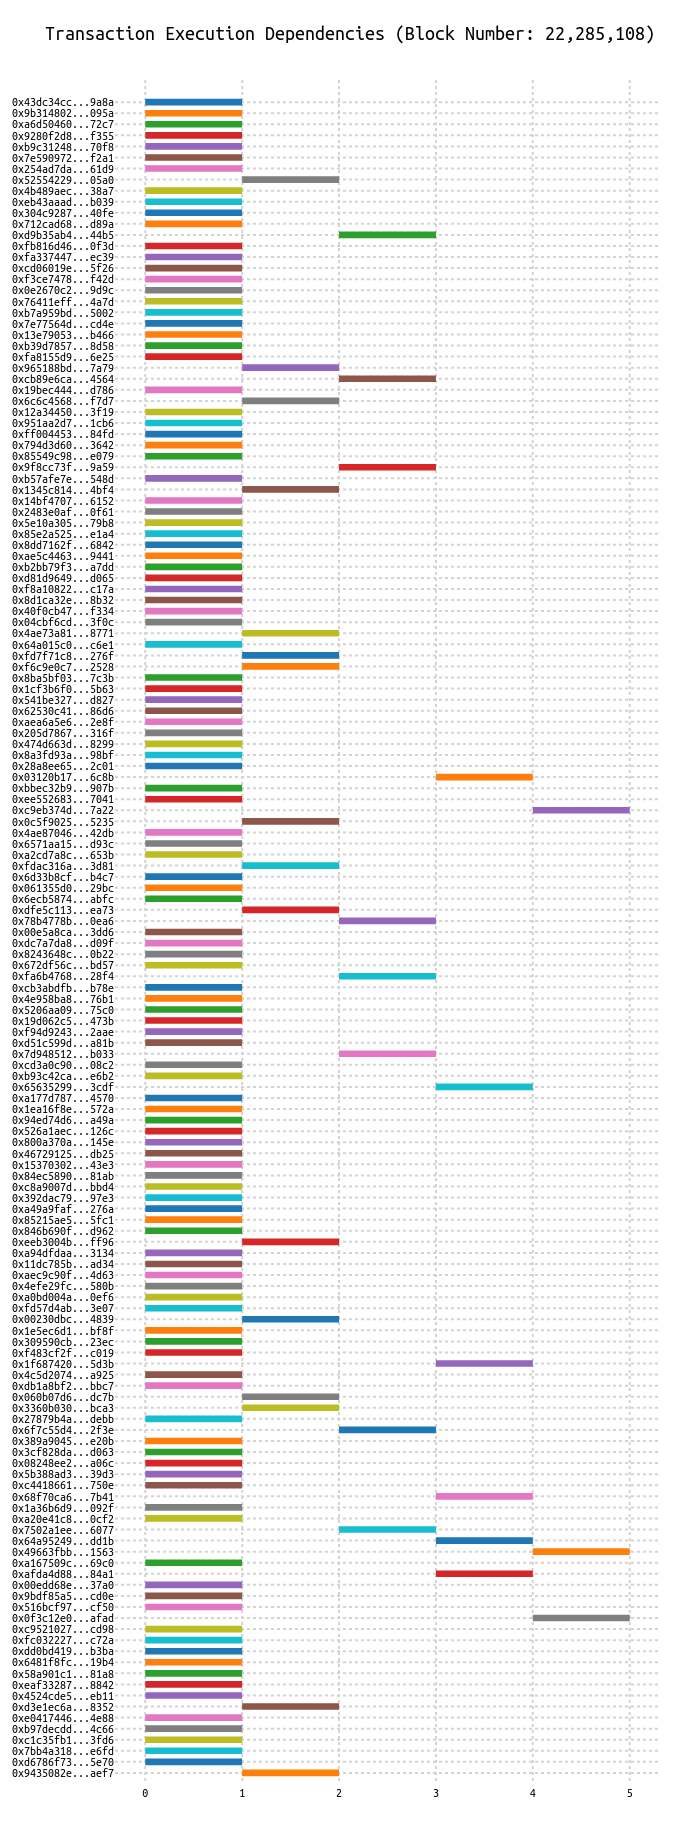 Transaction Execution Dependencies (Block Number: 22,285,108)
0x43dc34cc...9a8a
0x9b314802...095a
0xa6d50460...72c7
0x9280f2d8...f355
0xb9c31248...70f8
0x7e590972...f2a1
0x254ad7da...61d9
0x52554229...05a0
0x4b489aec...38a7
0xeb43aaad...b039
0x304c9287...40fe
0x712cad68...d89a
0xd9b35ab4...44b5
0xfb816d46...0f3d
0xfa337447...ec39
0xcd06019e...5f26
0xf3ce7478...f42d
0x0e2670c2...9d9c
0x76411eff...4a7d
0xb7a959bd...5002
0x7e77564d...cd4e
0x13e79053...b466
0xb39d7857...8d58
0xfa8155d9...6e25
0x965188bd...7a79
0xcb89e6ca...4564
0x19bec444...d786
0x6c6c4568...f7d7
0x12a34450...3f19
0x951aa2d7...1cb6
0xff004453...84fd
0x794d3d60...3642
0x85549c98...e079
0x9f8cc73f...9a59
0xb57afe7e...548d
0x1345c814...4bf4
0x14bf4707...6152
0x2483e0af...0f61
0x5e10a305...79b8
0x85e2a525...e1a4
0x8dd7162f...6842
0xae5c4463...9441
0xb2bb79f3...a7dd
0xd81d9649...d065
0xf8a10822...c17a
0x8d1ca32e...8b32
0x40f0cb47...f334
0x04cbf6cd...3f0c
0x4ae73a81...8771
0x64a015c0...c6e1
0xfd7f71c8...276f
0xf6c9e0c7...2528
0x8ba5bf03...7c3b
0x1cf3b6f0...5b63
0x541be327...d827
0x62530c41...86d6
0xaea6a5e6...2e8f
0x205d7867...316f
0x474d663d...8299
0x8a3fd93a...98bf
0x28a8ee65...2c01
0x03120b17...6c8b
0xbbec32b9...907b
0xee552683...7041
0xc9eb374d...7a22
0x0c5f9025...5235
0x4ae87046...42db
0x6571aa15...d93c
0xa2cd7a8c...653b
0xfdac316a...3d81
0x6d33b8cf...b4c7
0x061355d0...29bc
0x6ecb5874...abfc
0xdfe5c113...ea73
0x78b4778b...0ea6
0x00e5a8ca...3dd6
0xdc7a7da8...d09f
0x8243648c...0b22
0x672df56c...bd57
0xfa6b4768...28f4
0xcb3abdfb...b78e
0x4e958ba8...76b1
0x5206aa09...75c0
0x19d062c5...473b
0xf94d9243...2aae
0xd51c599d...a81b
0x7d948512...b033
0xcd3a0c90...08c2
0xb93c42ca...e6b2
0x65635299...3cdf
0xa177d787...4570
0x1ea16f8e...572a
0x94ed74d6...a49a
0x526a1aec...126c
0x800a370a...145e
0x46729125...db25
0x15370302...43e3
0x84ec5890...81ab
0xc8a9007d...bbd4
0x392dac79...97e3
0xa49a9faf...276a
0x85215ae5...5fc1
0x846b690f...d962
0xeeb3004b...ff96
0xa94dfdaa...3134
0x11dc785b...ad34
0xaec9c90f...4d63
0x4efe29fc...580b
0xa0bd004a...0ef6
0xfd57d4ab...3e07
0x00230dbc...4839
0x1e5ec6d1...bf8f
0x309590cb...23ec
0xf483cf2f...c019
0x1f687420...5d3b
0x4c5d2074...a925
0xdb1a8bf2...bbc7
0x060b07d6...dc7b
0x3360b030...bca3
0x27879b4a...debb
0x6f7c55d4...2f3e
0x389a9045...e20b
0x3cf828da...d063
0x08248ee2...a06c
0x5b388ad3...39d3
0xc4418661...750e
0x68f70ca6...7b41
0x1a36b6d9...092f
0xa20e41c8...0cf2
0x7502a1ee...6077
0x64a95249...dd1b
0x49663fbb...1563
0xa167509c...69c0
0xafda4d88...84a1
0x00edd68e...37a0
0x9bdf85a5...cd0e
0x516bcf97...cf50
0x0f3c12e0...afad
0xc9521027...cd98
0xfc032227...c72a
0xdd0bd419...b3ba
0x6481f8fc...19b4
0x58a901c1...81a8
0xeaf33287...8842
0x4524cde5...eb11
0xd3e1ec6a...8352
0xe0417446...4e88
0xb97decdd...4c66
0xc1c35fb1...3fd6
0x7bb4a318...e6fd
0xd6786f73...5e70
0x9435082e...aef7
0 1 2 3 4 5